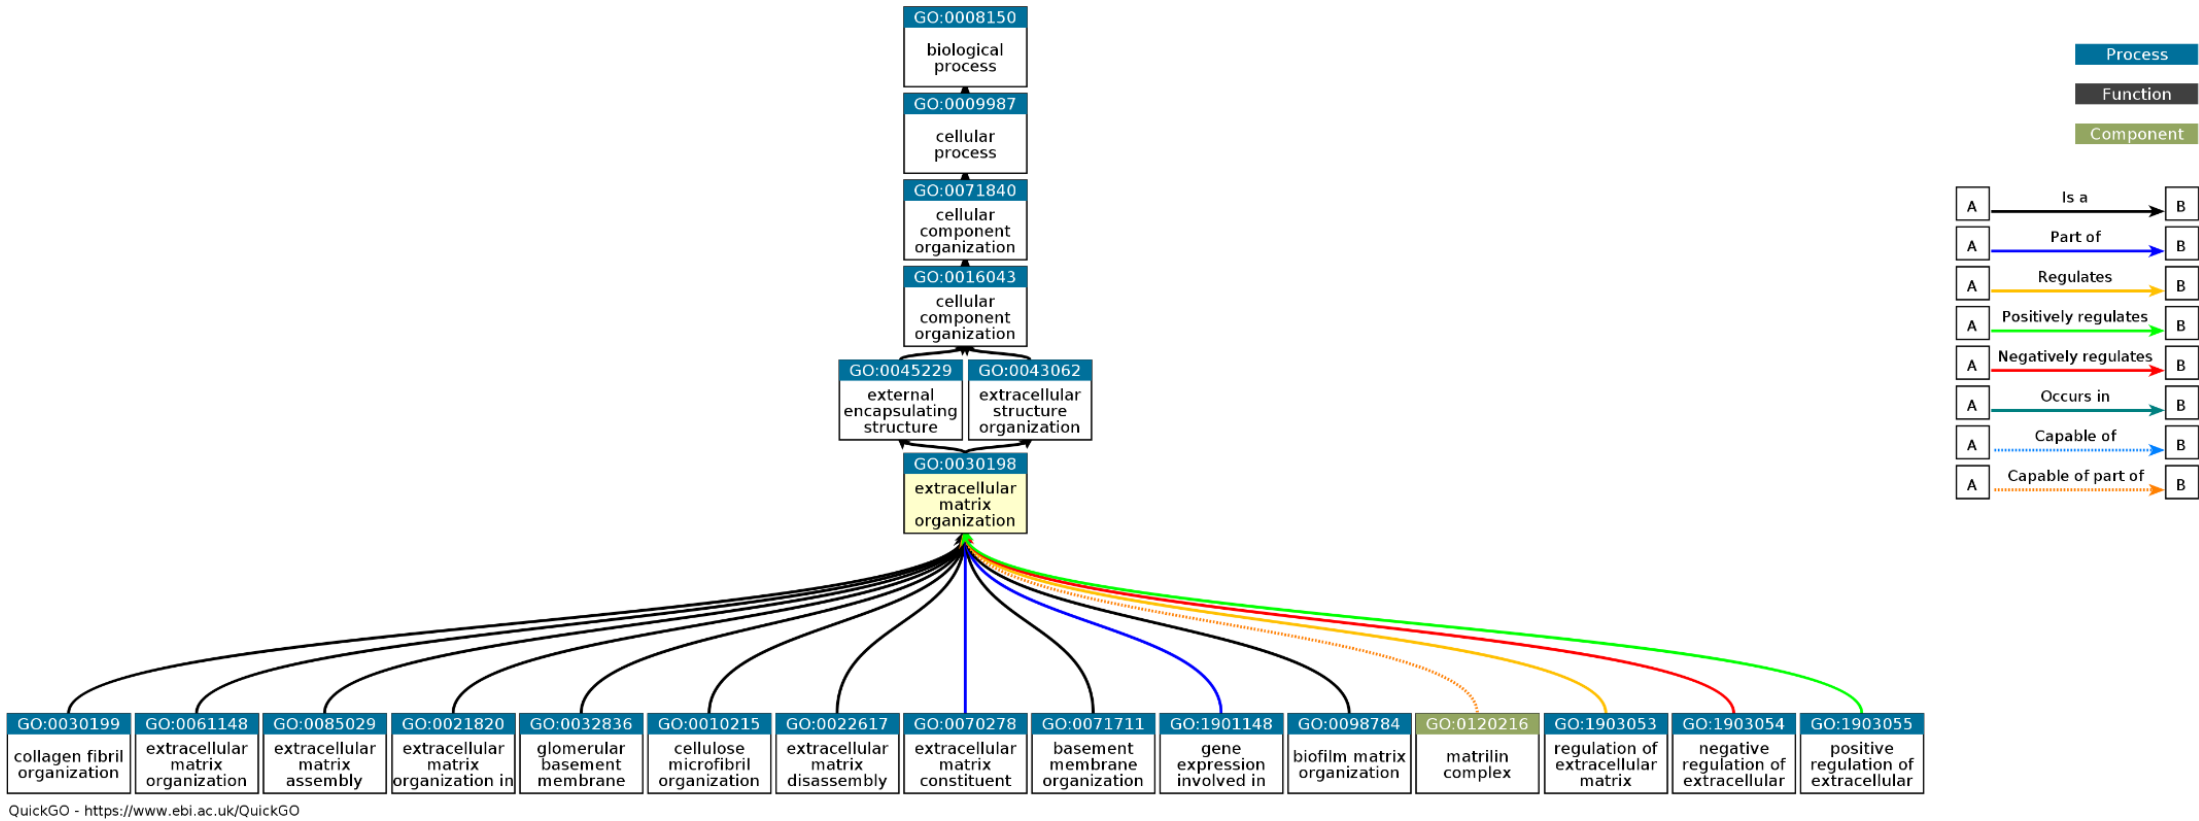 GO:0008150
biological
process
GO:0009987
cellular
process
GO:0071840
cellular
component
organization
GO:0016043
cellular
component
organization
GO:0045229
external
encapsulating
structure
GO:0043062
extracellular
structure
organization
GO:0030198
extracellular
matrix
organization
GO:0030199
collagen fibril
organization
GO:0061148
extracellular
matrix
organization
GO:0085029
extracellular
matrix
assembly
GO:0021820
extracellular
matrix
organization in
GO:0032836
glomerular
basement
membrane
GO:0010215
cellulose
microfibril
organization
GO:0022617
extracellular
matrix
disassembly
GO:0070278
extracellular
matrix
constituent
GO:0071711
basement
membrane
organization
GO:1901148
gene
expression
involved in
GO:0098784
biofilm matrix
organization
GO:0120216
matrilin
complex
GO:1903053
regulation of
extracellular
matrix
GO:1903054
negative
regulation of
extracellular
GO:1903055
positive
regulation of
extracellular
Process
Function
Component
A Is a B
A Part of B
A Regulates B
A Positively regulates B
A Negatively regulates B
A Occurs in B
A Capable of B
A Capable of part of B
QuickGO - https://www.ebi.ac.uk/QuickGO